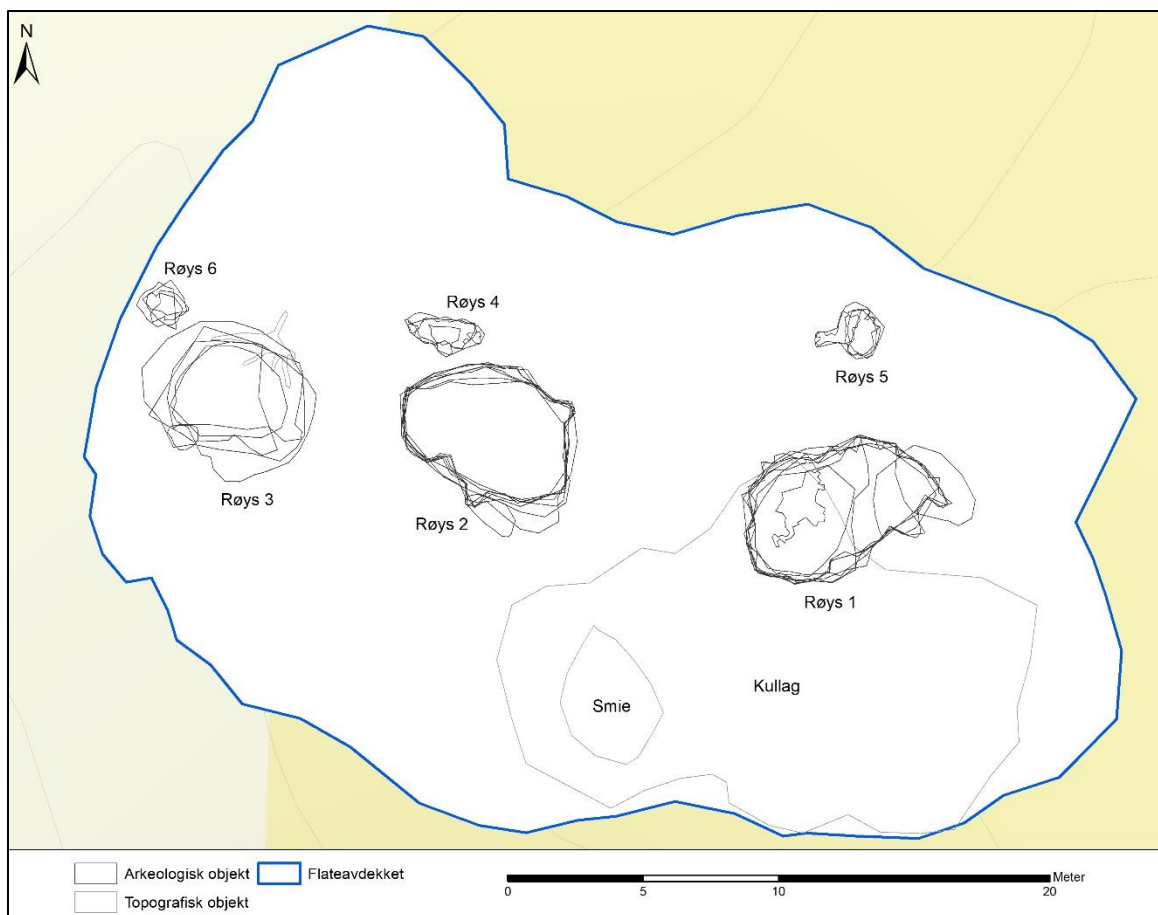 N
Røys 6
Røys 4
Røys 5
Røys 3
Røys 2
Røys 1
Kullag
Smie
Arkeologisk objekt
Flateavdekket
Topografisk objekt
Meter
0 5 10 20